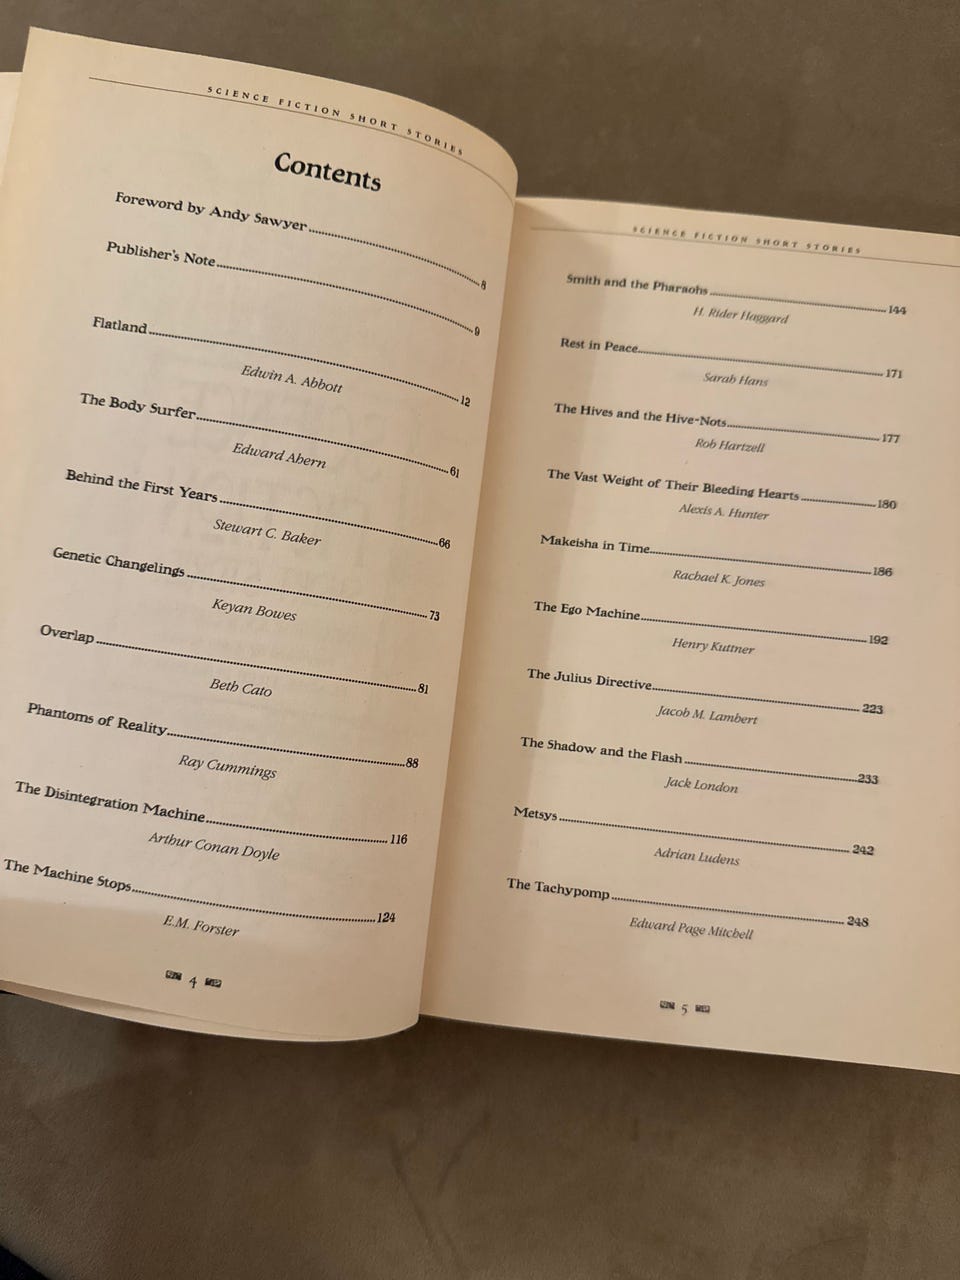 SCIENCE FICTION SHORT STORIES
Contents
Foreword by Andy Sawyer........................................8
Publisher's Note........................................9
Flatland........................................12
Edwin A. Abbott
The Body Surfer........................................61
Edward Ahern
Behind the First Years........................................66
Stewart C. Baker
Genetic Changelings........................................73
Keyan Bowes
Overlap........................................81
Beth Cato
Phantoms of Reality........................................88
Ray Cummings
The Disintegration Machine........................................116
Arthur Conan Doyle
The Machine Stops........................................124
E.M. Forster
4
SCIENCE FICTION SHORT STORIES
Smith and the Pharaohs........................................144
H. Rider Haggard
Rest in Peace........................................171
Sarah Hans
The Hives and the Hive-Nots........................................177
Rob Hartzell
The Vast Weight of Their Bleeding Hearts....................180
Alexis A. Hunter
Makeisha in Time........................................186
Rachael K. Jones
The Ego Machine........................................192
Henry Kuttner
The Julius Directive........................................223
Jacob M. Lambert
The Shadow and the Flash........................................233
Jack London
Metsys........................................242
Adrian Ludens
The Tachypomp........................................248
Edward Page Mitchell
5